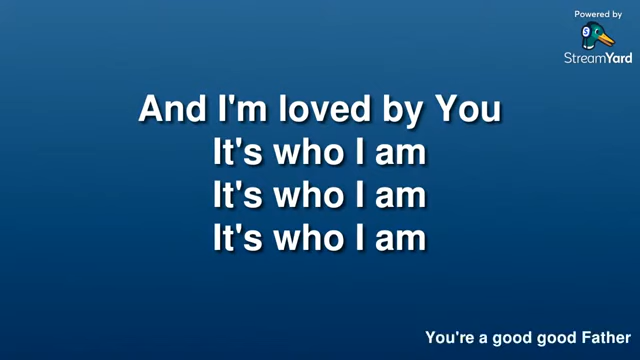 Powered by
StreamYard
And I'm loved by You
It's who I am
It's who I am
It's who I am
You're a good good Father